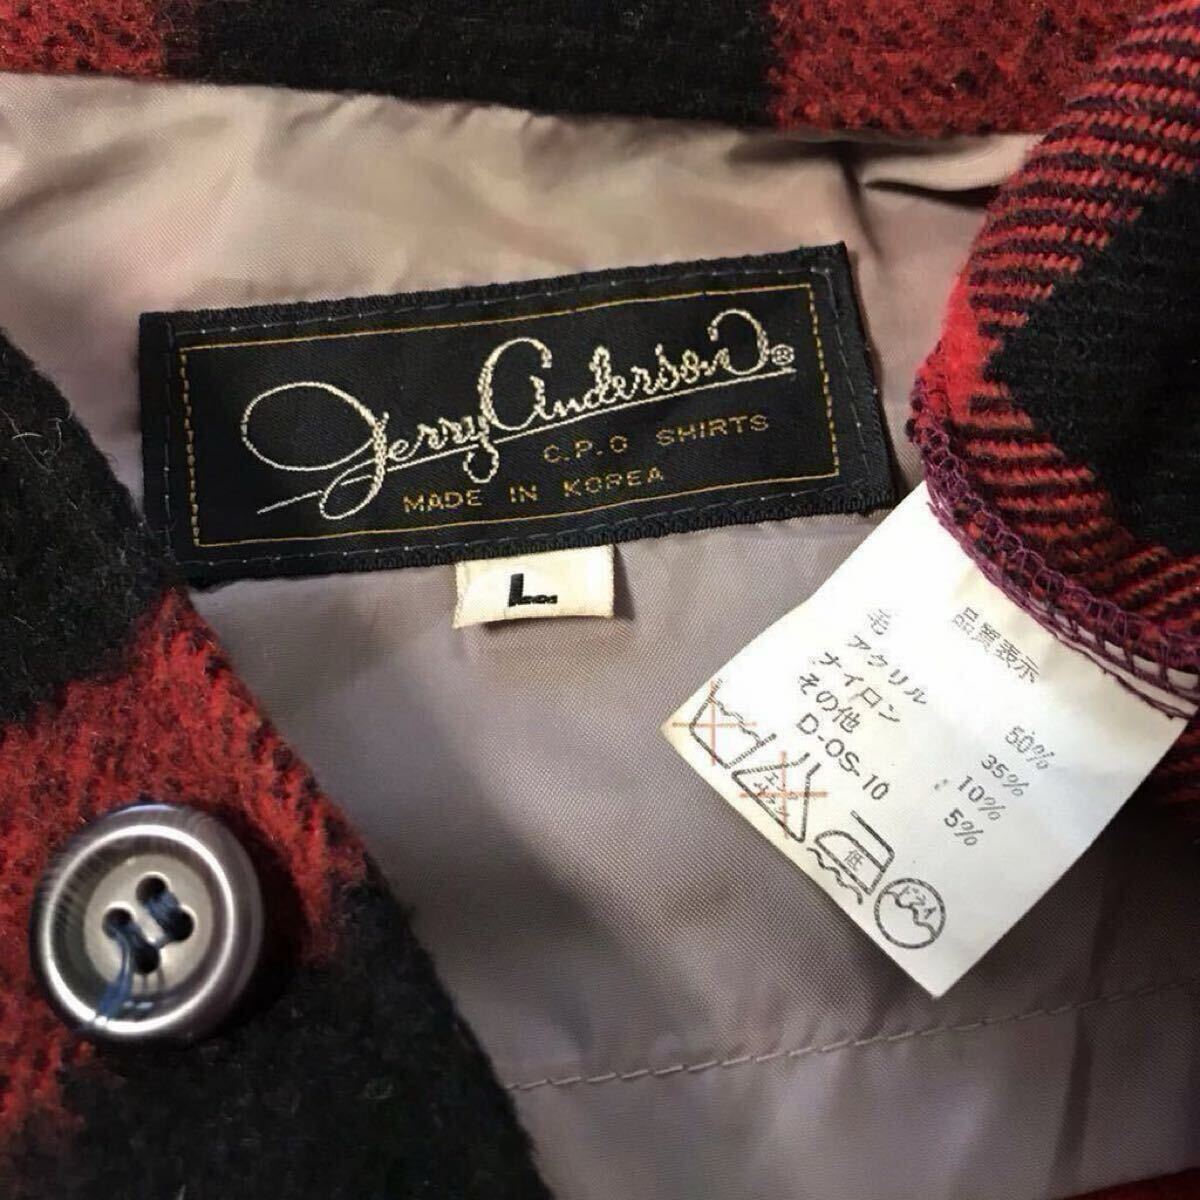 Jerry Anderson®
C.P.O SHIRTS
MADE IN KOREA
L
品質表示
毛 50%
アクリル 35%
ナイロン 10%
その他 5%
D-OS-10
低
ドライ